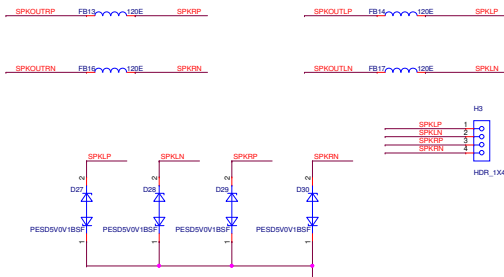 SPKOUTRP FB13 120E SPKRP
SPKOUTLP FB14 120E SPKLP
SPKOUTRN FB16 120E SPKRN
SPKOUTLN FB17 120E SPKLN
H3
SPKLP 1
SPKLN 2
SPKRP 3
SPKRN 4
HDR_1X4
SPKLP SPKLN SPKRP SPKRN
2 2 2 2
D27 D28 D29 D30
PESD5V0V1BSF PESD5V0V1BSF PESD5V0V1BSF PESD5V0V1BSF
1 1 1 1